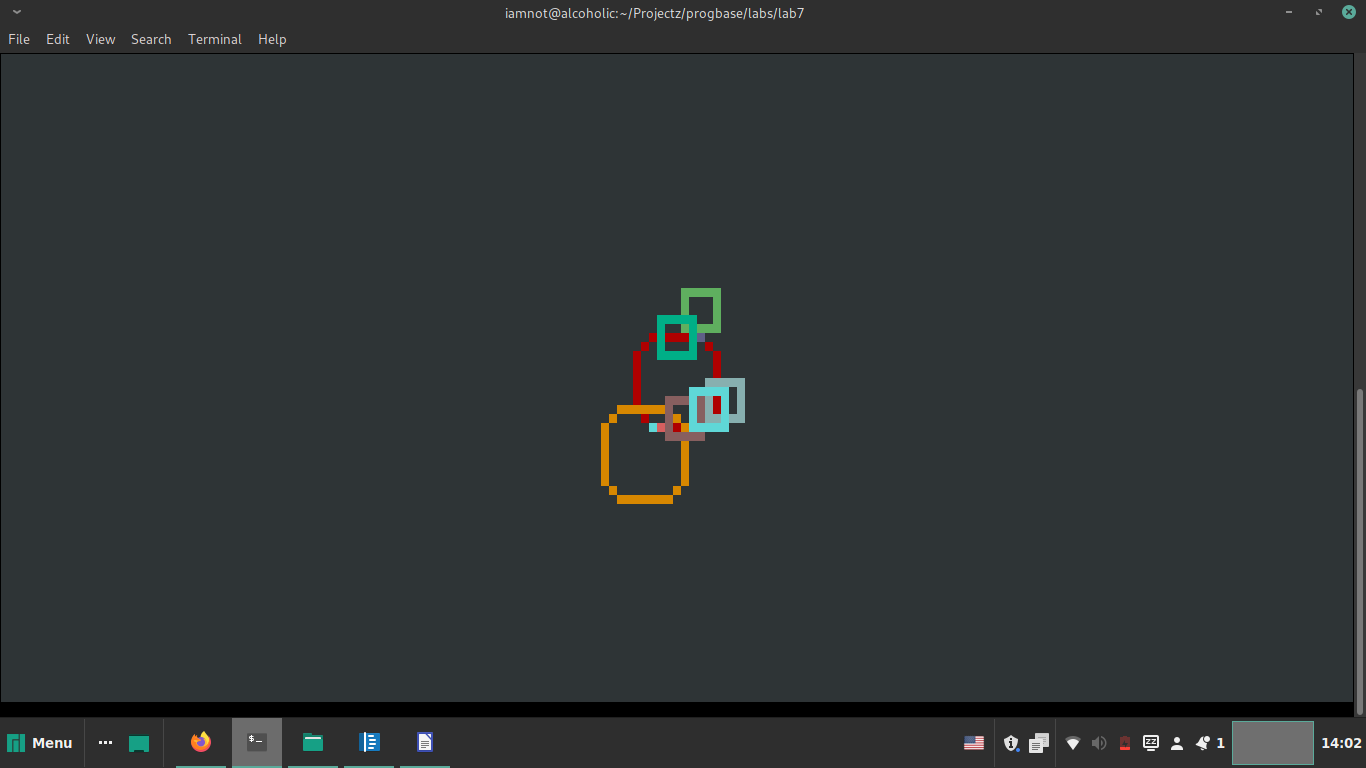 iamnot@alcoholic:~/Projectz/progbase/labs/lab7
File Edit View Search Terminal Help
Menu
1
14:02